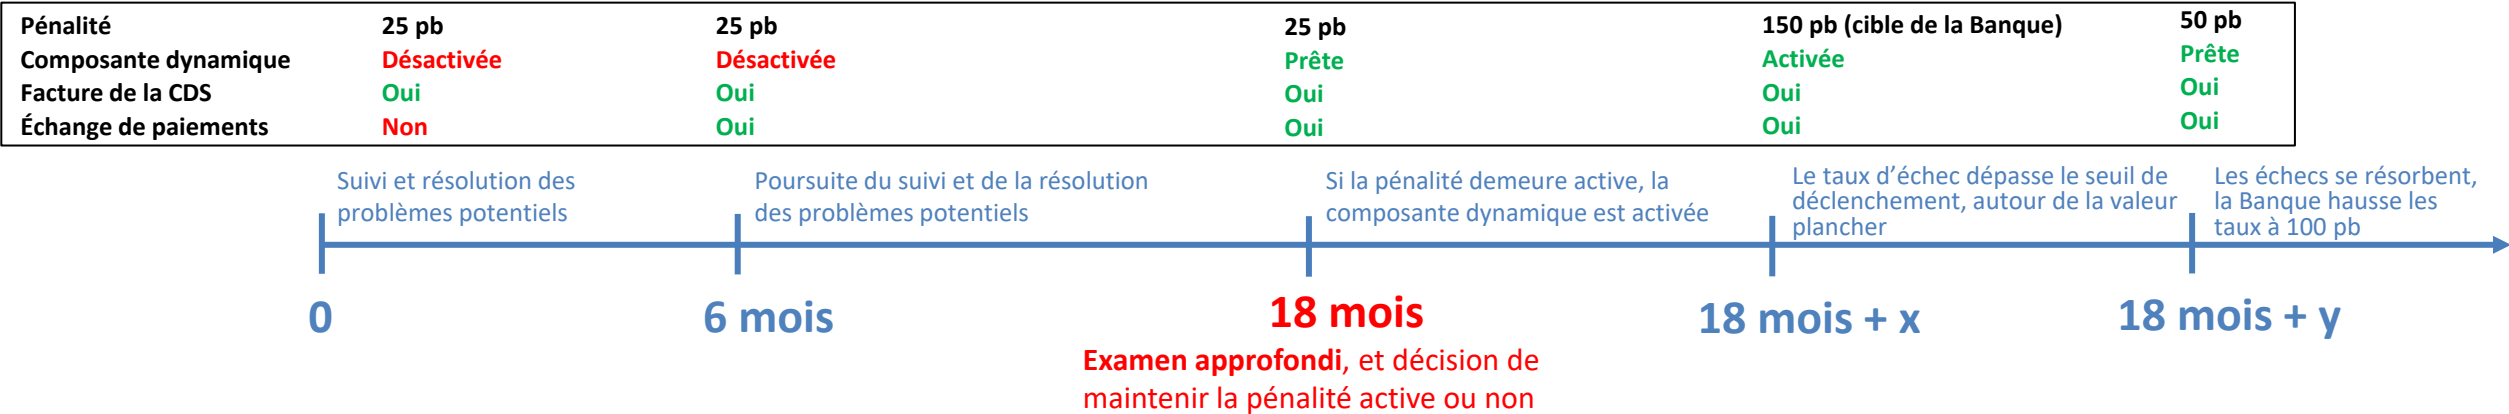 Pénalité 25 pb 25 pb 25 pb 150 pb (cible de la Banque) 50 pb
Composante dynamique Désactivée Désactivée Prête Activée Prête
Facture de la CDS Oui Oui Oui Oui Oui
Échange de paiements Non Oui Oui Oui Oui
Suivi et résolution des
problèmes potentiels
Poursuite du suivi et de la résolution
des problèmes potentiels
Si la pénalité demeure active, la
composante dynamique est activée
Le taux d’échec dépasse le seuil de
déclenchement, autour de la valeur
plancher
Les échecs se résorbent,
la Banque hausse les
taux à 100 pb
0 6 mois 18 mois 18 mois + x 18 mois + y
Examen approfondi, et décision de
maintenir la pénalité active ou non